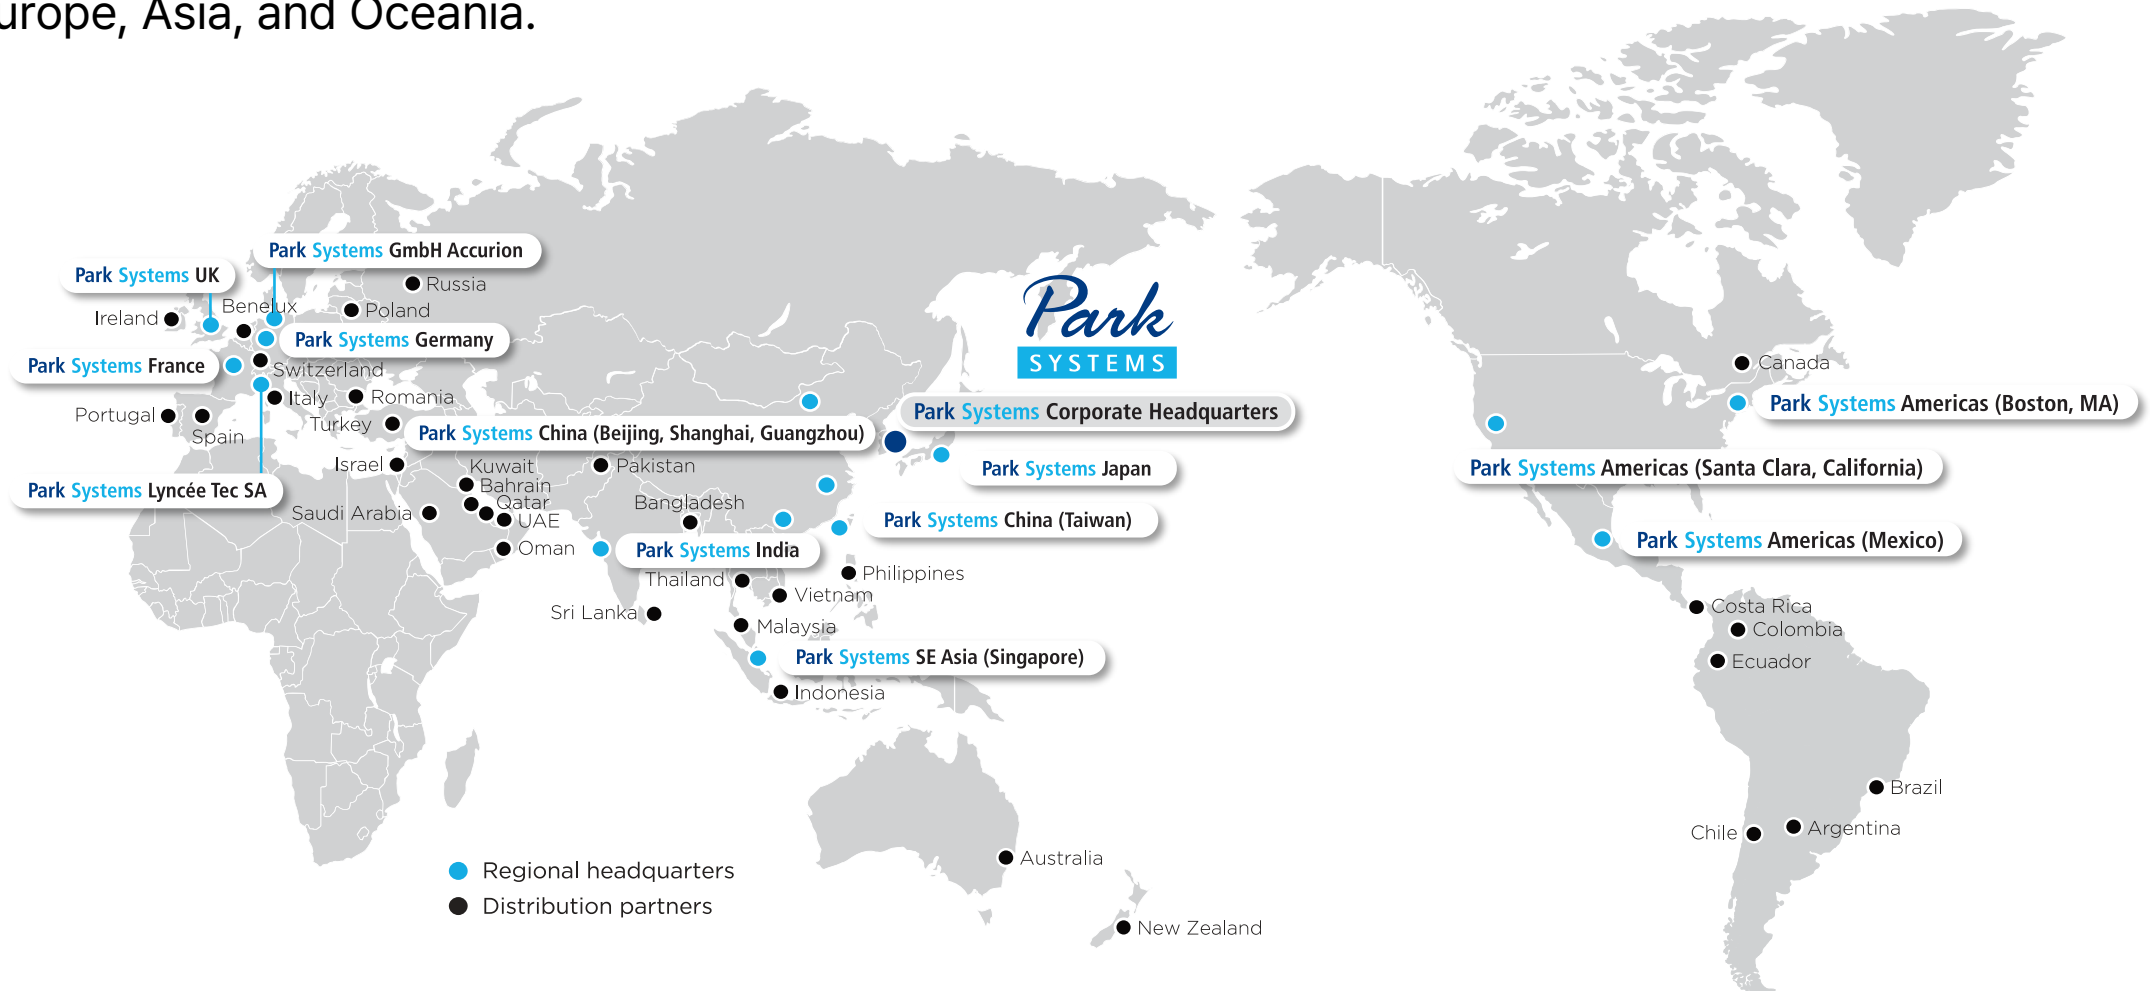 urope, Asia, and Oceania.
Park Systems GmbH Accurion
Park Systems UK
Russia
Benelux
Ireland
Poland
Park Systems Germany
Park Systems France
Switzerland
Italy
Romania
Portugal
Spain
Turkey
Park Systems China (Beijing, Shanghai, Guangzhou)
Israel
Kuwait
Pakistan
Bahrain
Park Systems Lyncée Tec SA
Qatar
Bangladesh
Saudi Arabia
UAE
Oman
Park Systems India
Thailand
Philippines
Vietnam
Sri Lanka
Malaysia
Park Systems SE Asia (Singapore)
Indonesia
Park
SYSTEMS
Park Systems Corporate Headquarters
Park Systems Japan
Park Systems China (Taiwan)
Canada
Park Systems Americas (Boston, MA)
Park Systems Americas (Santa Clara, California)
Park Systems Americas (Mexico)
Costa Rica
Colombia
Ecuador
Brazil
Chile
Argentina
Australia
New Zealand
Regional headquarters
Distribution partners